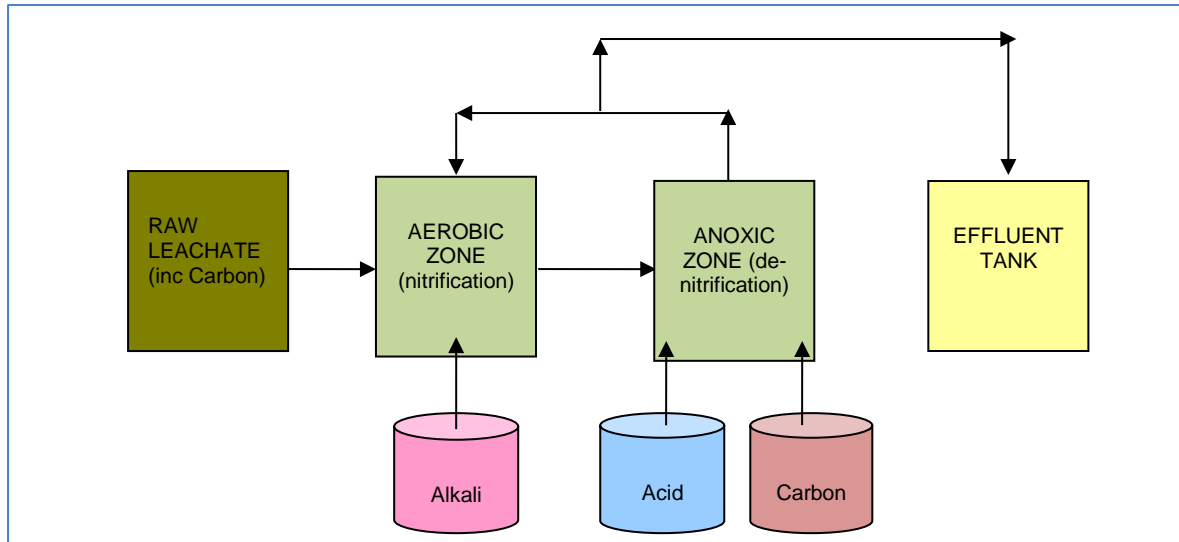 RAW
LEACHATE
(inc Carbon)
AEROBIC
ZONE
(nitrification)
ANOXIC
ZONE (de-
nitrification)
EFFLUENT
TANK
Alkali
Acid
Carbon